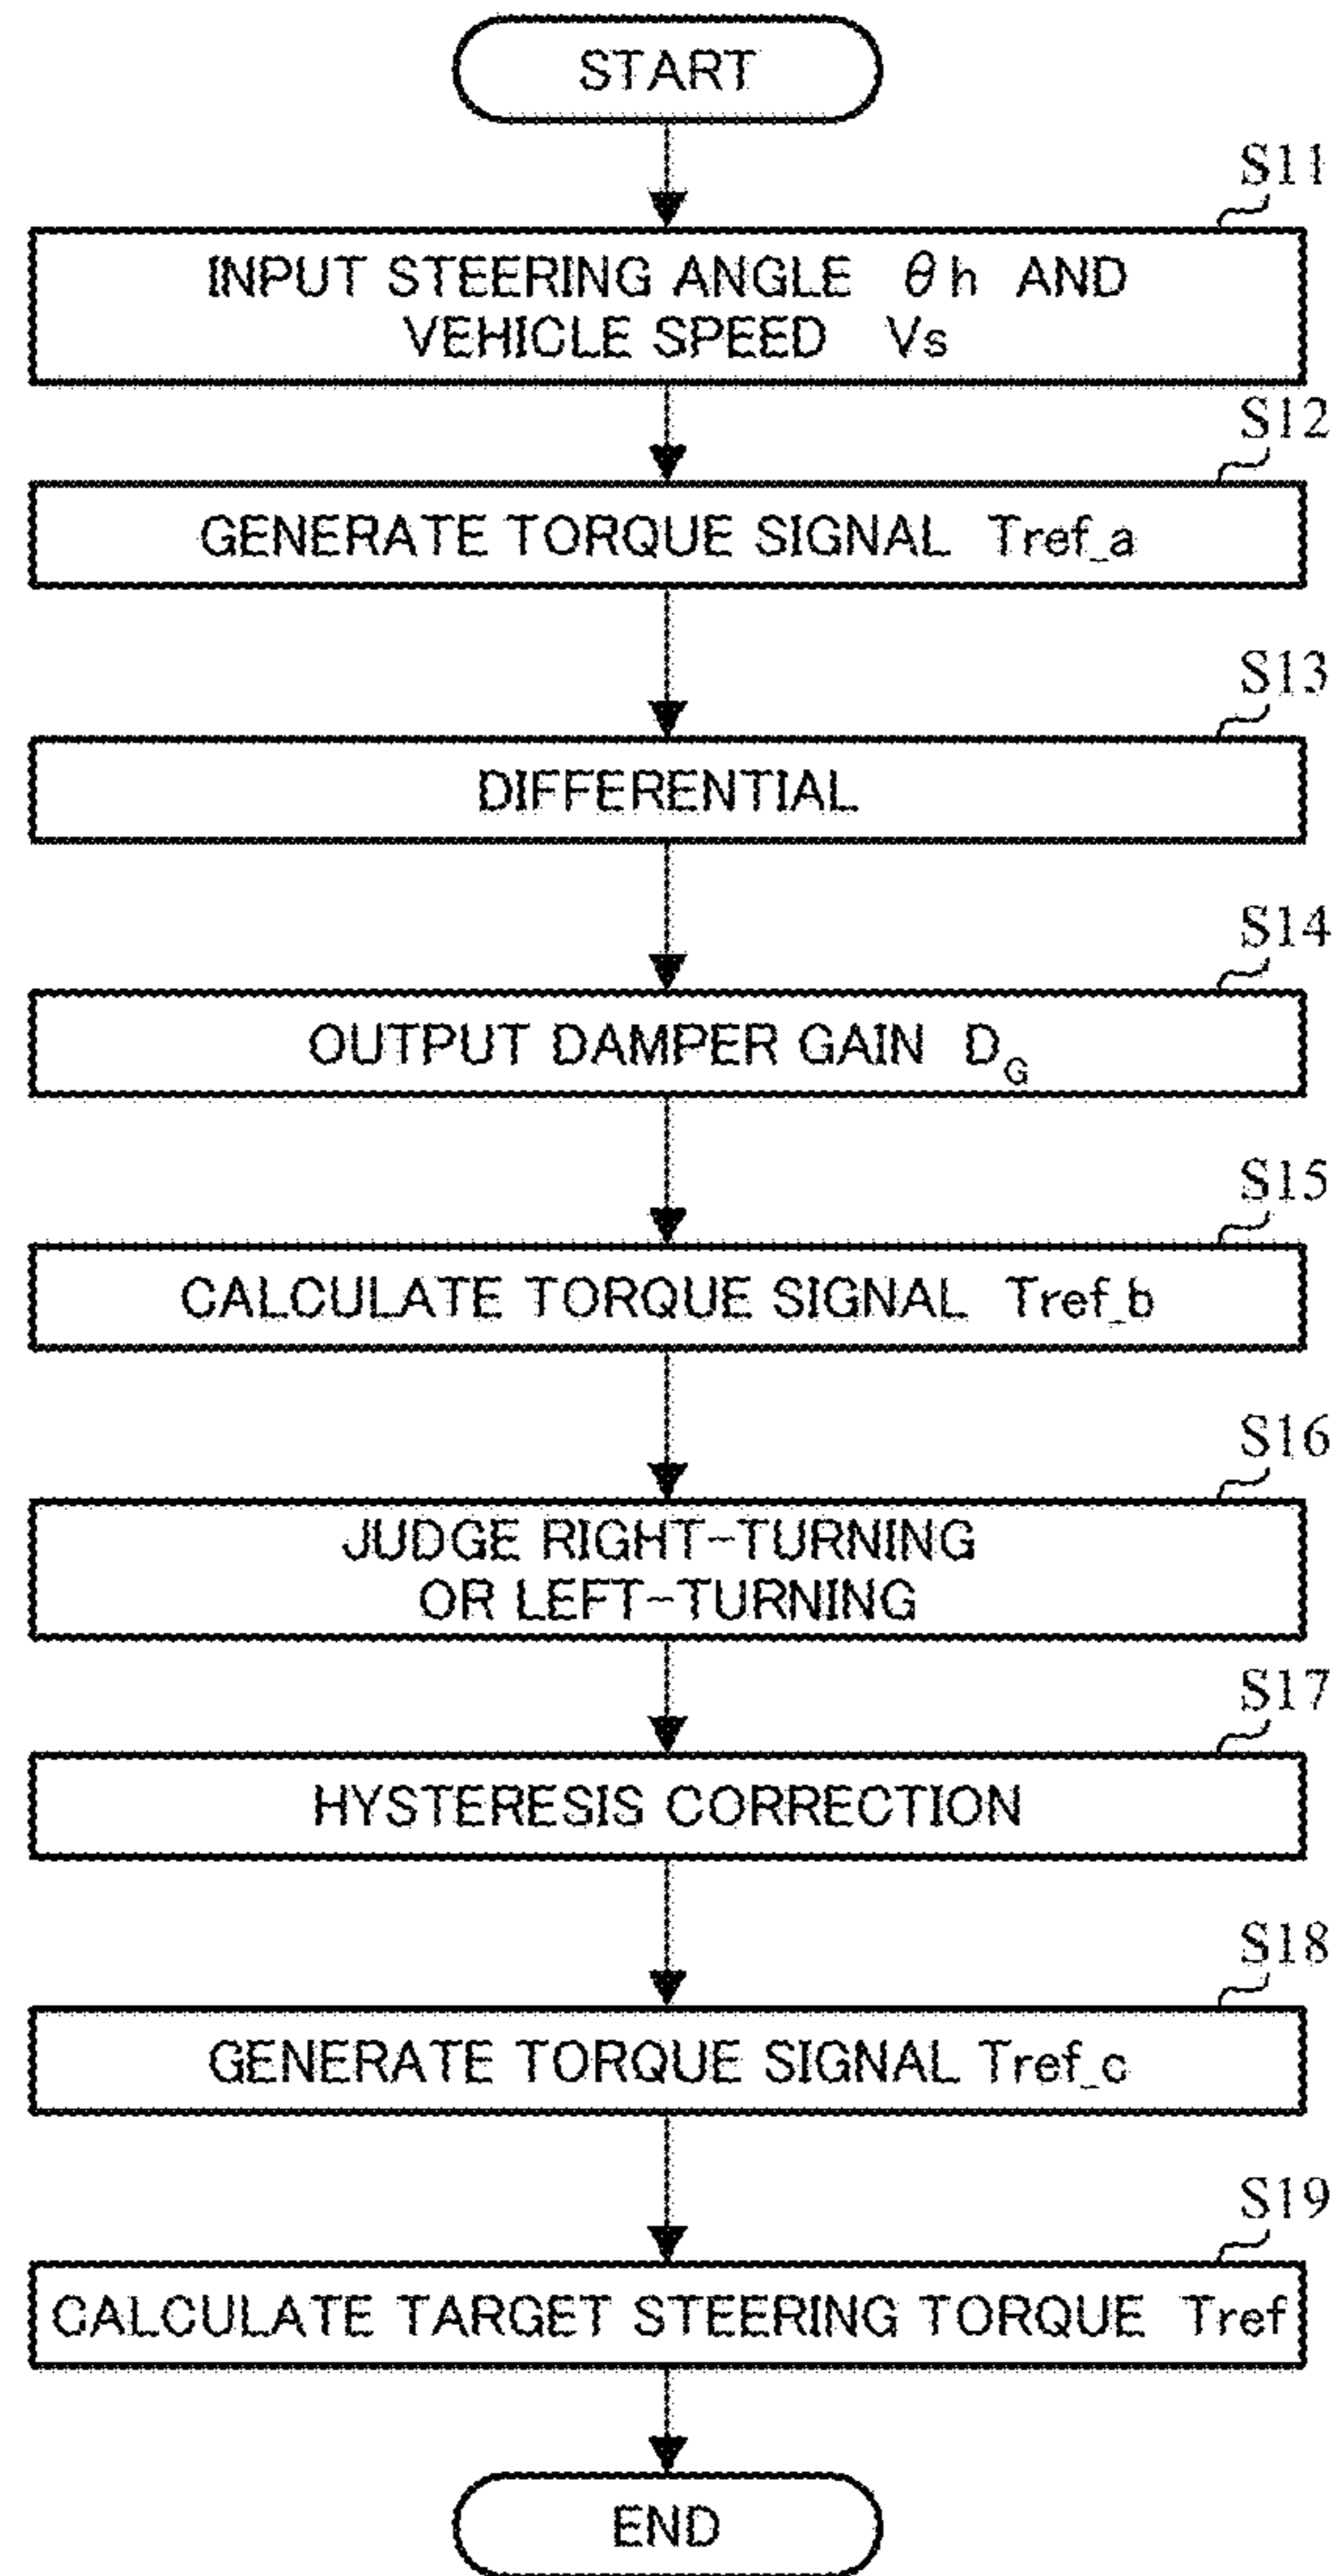 START
S11
INPUT STEERING ANGLE θh AND
VEHICLE SPEED Vs
S12
GENERATE TORQUE SIGNAL Tref_a
S13
DIFFERENTIAL
S14
OUTPUT DAMPER GAIN D_G
S15
CALCULATE TORQUE SIGNAL Tref_b
S16
JUDGE RIGHT-TURNING
OR LEFT-TURNING
S17
HYSTERESIS CORRECTION
S18
GENERATE TORQUE SIGNAL Tref_c
S19
CALCULATE TARGET STEERING TORQUE Tref
END